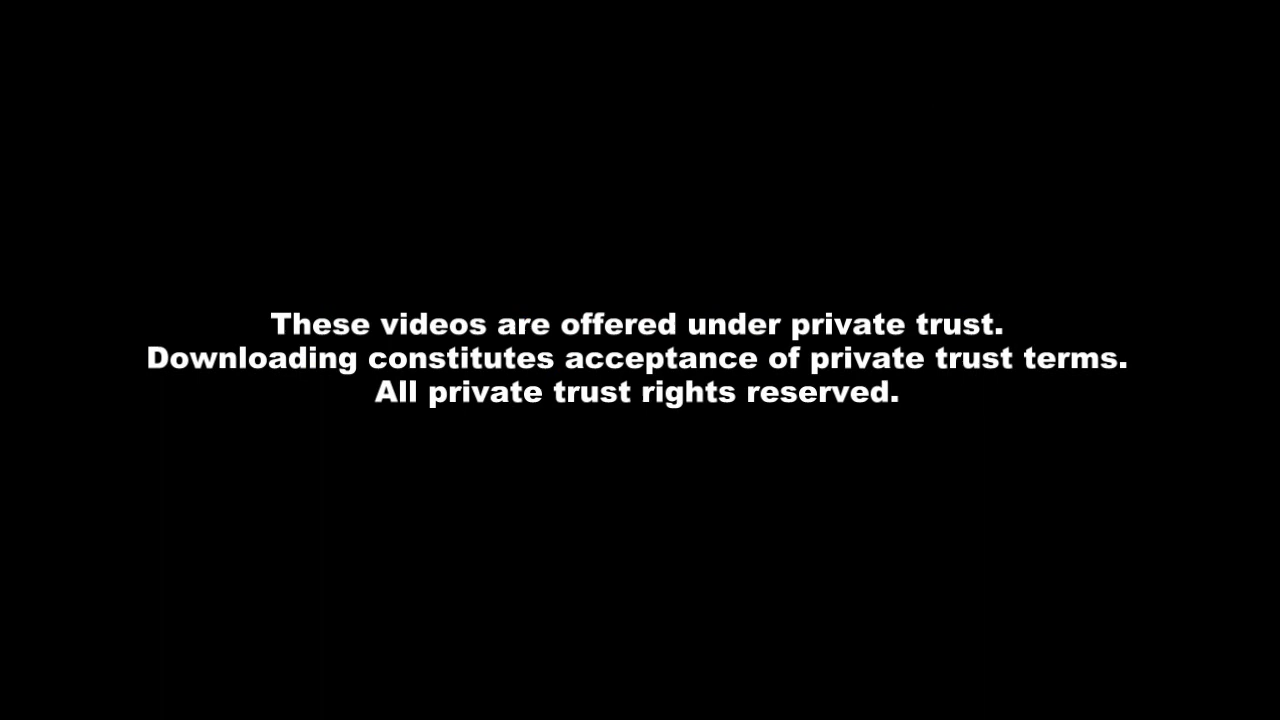 These videos are offered under private trust.
Downloading constitutes acceptance of private trust terms.
All private trust rights reserved.